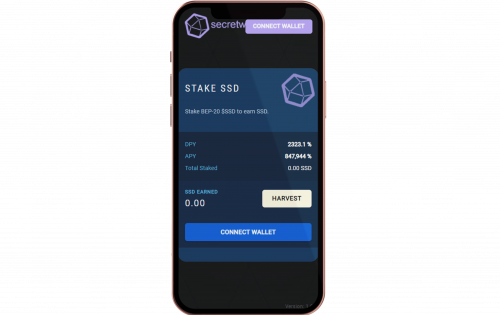 secretw
CONNECT WALLET
STAKE SSD
Stake BEP-20 $SSD to earn SSD.
DPY 2323.1 %
APY 847,944 %
Total Staked 0.00 SSD
SSD EARNED
0.00
HARVEST
CONNECT WALLET